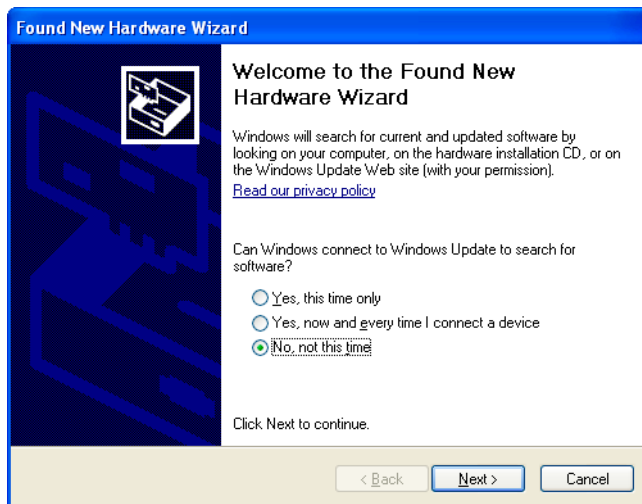 Found New Hardware Wizard
Welcome to the Found New
Hardware Wizard
Windows will search for current and updated software by
looking on your computer, on the hardware installation CD, or on
the Windows Update Web site (with your permission).
Read our privacy policy
Can Windows connect to Windows Update to search for
software?
Yes, this time only
Yes, now and every time I connect a device
No, not this time
Click Next to continue.
< Back Next > Cancel